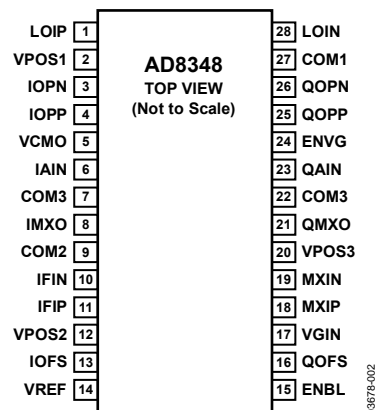 LOIP 1
VPOS1 2
IOPN 3
IOPP 4
VCMO 5
IAIN 6
COM3 7
IMXO 8
COM2 9
IFIN 10
IFIP 11
VPOS2 12
IOFS 13
VREF 14
AD8348
TOP VIEW
(Not to Scale)
28 LOIN
27 COM1
26 QOPN
25 QOPP
24 ENVG
23 QAIN
22 COM3
21 QMXO
20 VPOS3
19 MXIN
18 MXIP
17 VGIN
16 QOFS
15 ENBL
3678-002